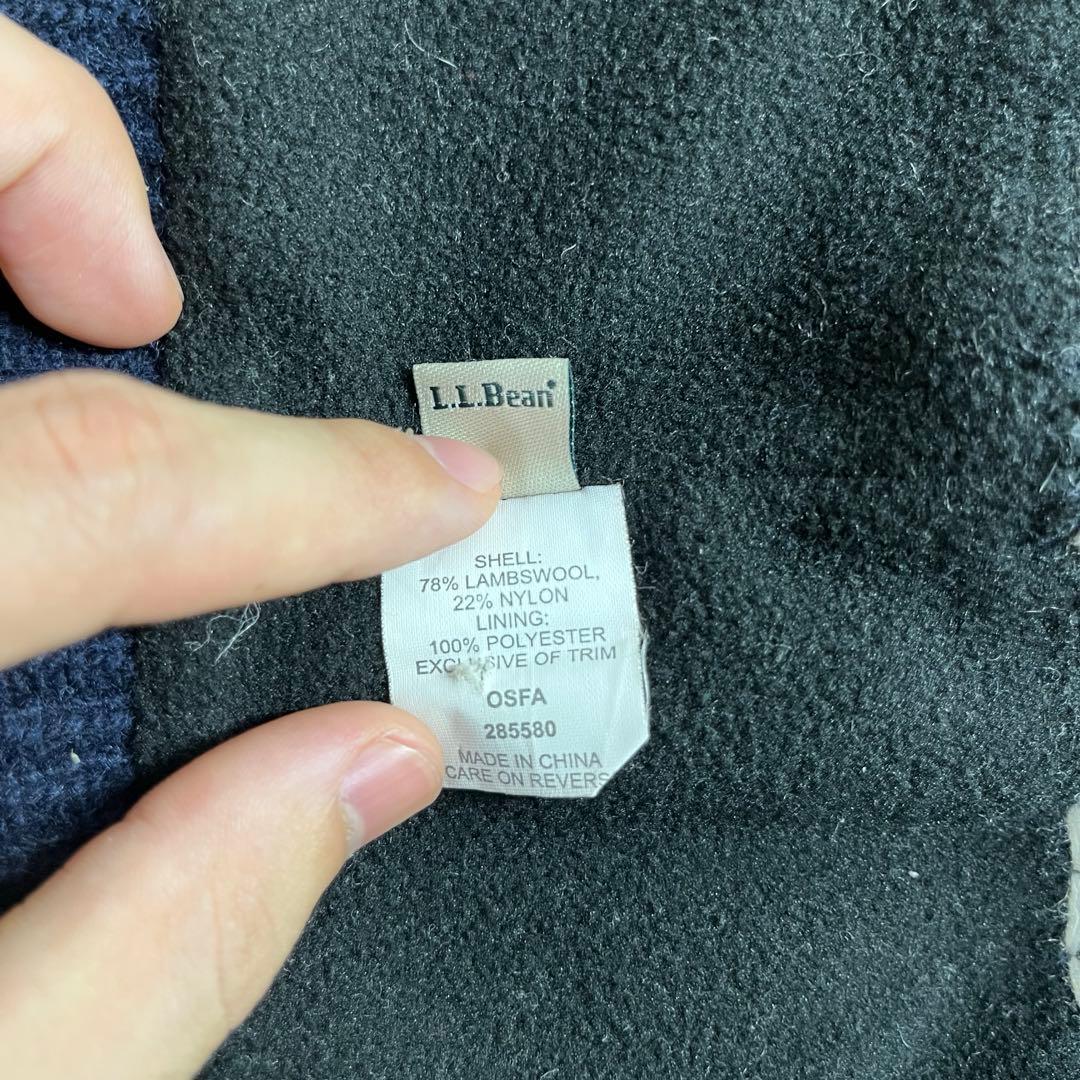 L.L.Bean®
SHELL:
78% LAMBSWOOL,
22% NYLON
LINING:
100% POLYESTER
EXCLUSIVE OF TRIM
OSFA
285580
MADE IN CHINA
CARE ON REVERS